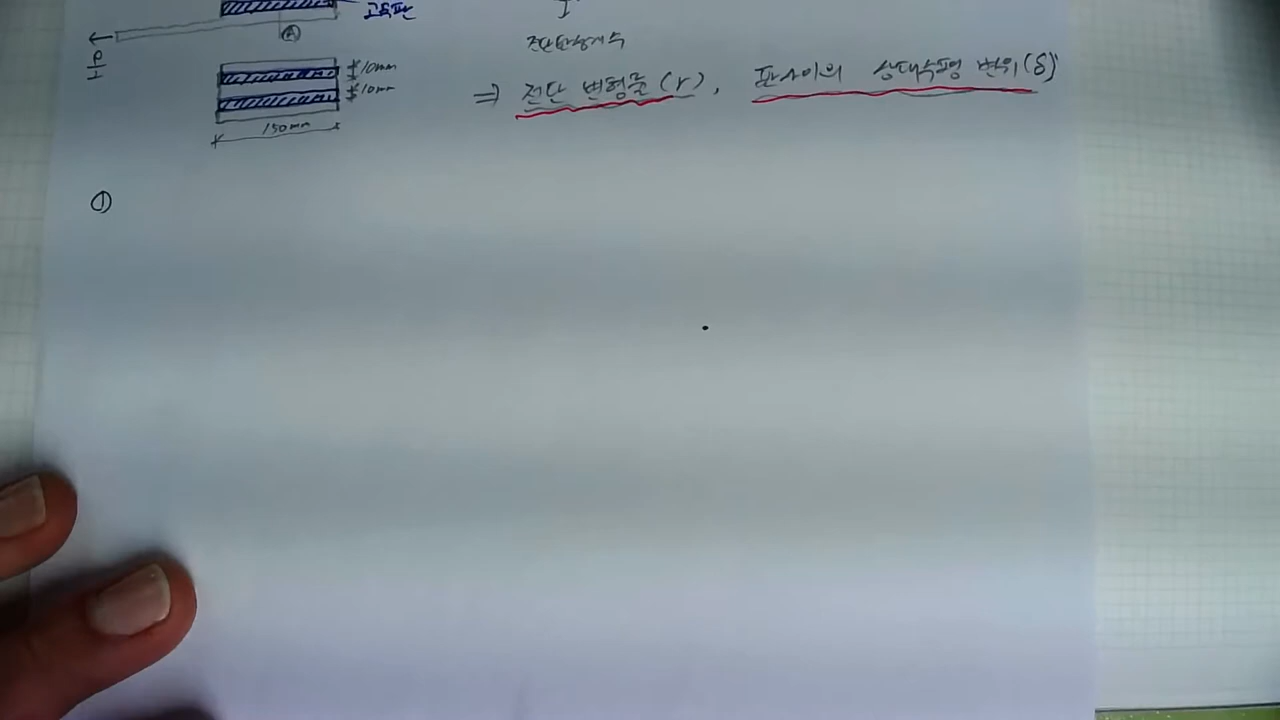 고무판
Ⓐ
P/2
전단탄성계수
10mm
10mm
⇒ 전단 변형률(γ), 판사이의 상대수평 변위(δ)
150mm
①